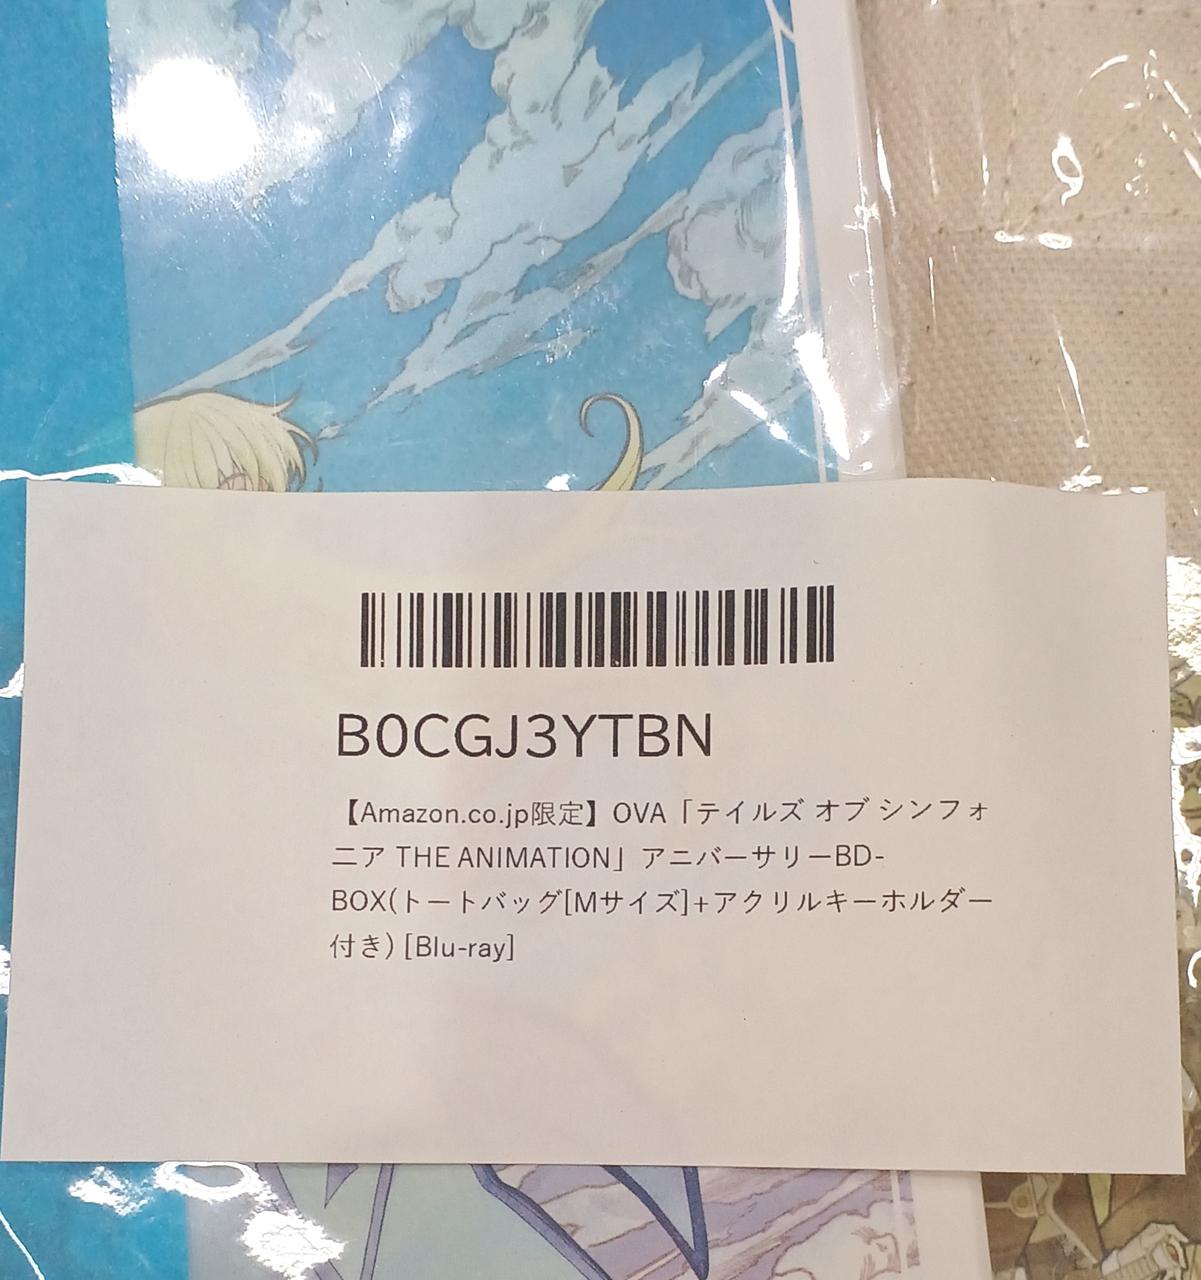 B0CGJ3YTBN
【Amazon.co.jp限定】OVA「テイルズ オブ シンフォ
ニア THE ANIMATION」アニバーサリーBD-
BOX(トートバッグ[Mサイズ]+アクリルキーホルダー
付き) [Blu-ray]